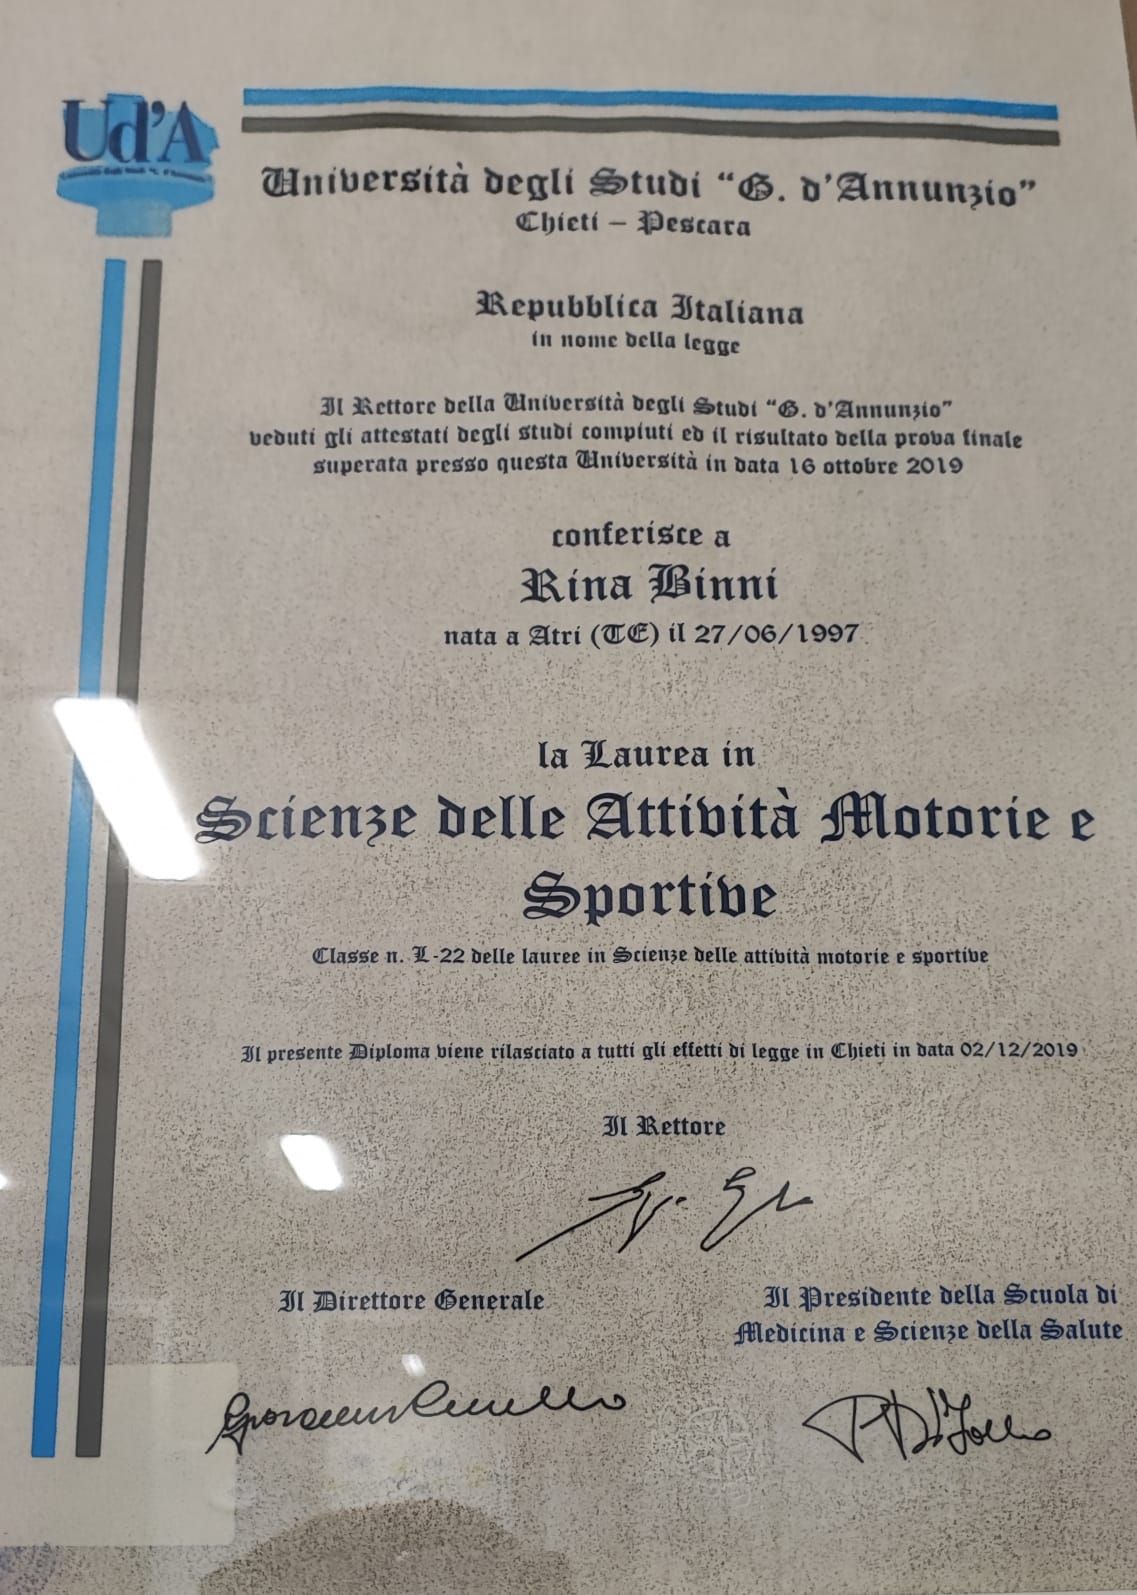 Ud'A
Università degli Studi "G. d'Annunzio"
Chieti – Pescara
Repubblica Italiana
in nome della legge
Il Rettore della Università degli Studi "G. d'Annunzio"
veduti gli attestati degli studi compiuti ed il risultato della prova finale
superata presso questa Università in data 16 ottobre 2019
conferisce a
Rina Binni
nata a Atri (TE) il 27/06/1997
la Laurea in
Scienze delle Attività Motorie e
Sportive
Classe n. L-22 delle lauree in Scienze delle attività motorie e sportive
Il presente Diploma viene rilasciato a tutti gli effetti di legge in Chieti in data 02/12/2019
Il Rettore
Il Direttore Generale
Il Presidente della Scuola di
Medicina e Scienze della Salute